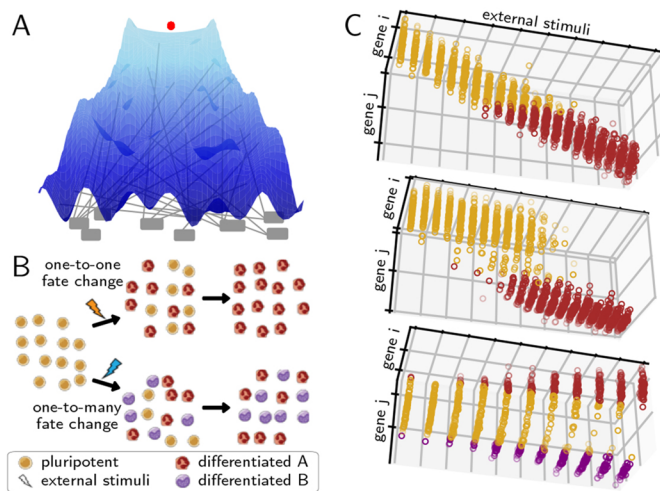 A
B
one-to-one
fate change
one-to-many
fate change
pluripotent
external stimuli
differentiated A
differentiated B
C
external stimuli
gene i
gene j
gene i
gene j
gene i
gene j